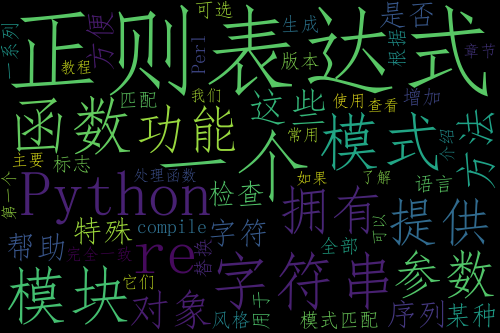 一系列 方便 Perl 可选 生成 是否 根据 章节
正则表达式
教程 匹配 我们 版本 使用 查看 增加
函数 功能 这些 常用 模式 介绍 方法
主要 标志 一个 处理函数 如果 了解 语言
第一个 Python 检查 拥有 提供
特殊 compile 字符 全部 可以
帮助 完全一致 re 替换 字符串 参数
模块 它们 对象 风格 用于 模式匹配 序列 某种